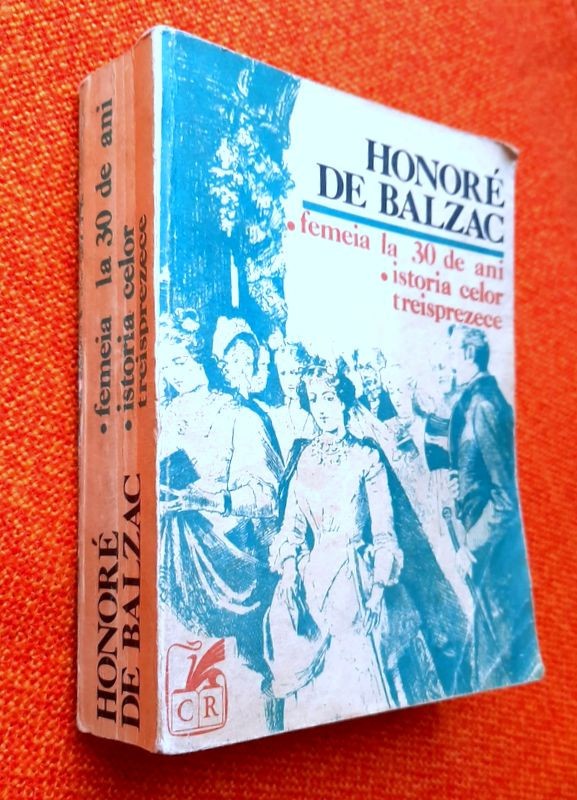 HONORÉ
DE BALZAC
• femeia la 30 de ani
• istoria celor
treisprezece
C R
HONORÉ
DE BALZAC
• femeia la 30 de ani
• istoria celor
treisprezece